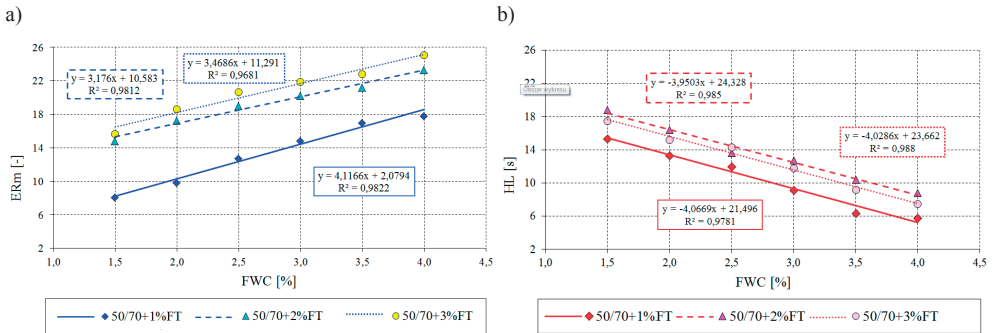 a)
b)
26
22
18
14
10
6
2
ERm [-]
y = 3,176x + 10,583
R² = 0,9812
y = 3,4686x + 11,291
R² = 0,9681
y = 4,1166x + 2,0794
R² = 0,9822
1,0 1,5 2,0 2,5 3,0 3,5 4,0 4,5
FWC [%]
50/70+1%FT 50/70+2%FT 50/70+3%FT
26
22
18
14
10
6
2
HL [s]
Obszar wykresu
y = -3,9503x + 24,328
R² = 0,985
y = -4,0286x + 23,662
R² = 0,988
y = -4,0669x + 21,496
R² = 0,9781
1,0 1,5 2,0 2,5 3,0 3,5 4,0 4,5
FWC [%]
50/70+1%FT 50/70+2%FT 50/70+3%FT